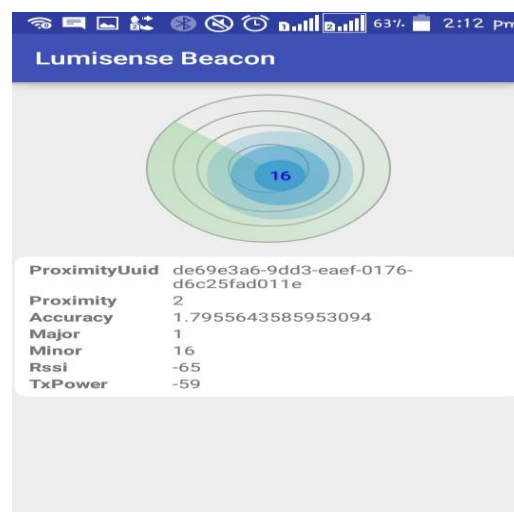 63% 2:12 pm
Lumisense Beacon
16
ProximityUuid de69e3a6-9dd3-eaef-0176-
d6c25fad011e
Proximity 2
Accuracy 1.7955643585953094
Major 1
Minor 16
Rssi -65
TxPower -59